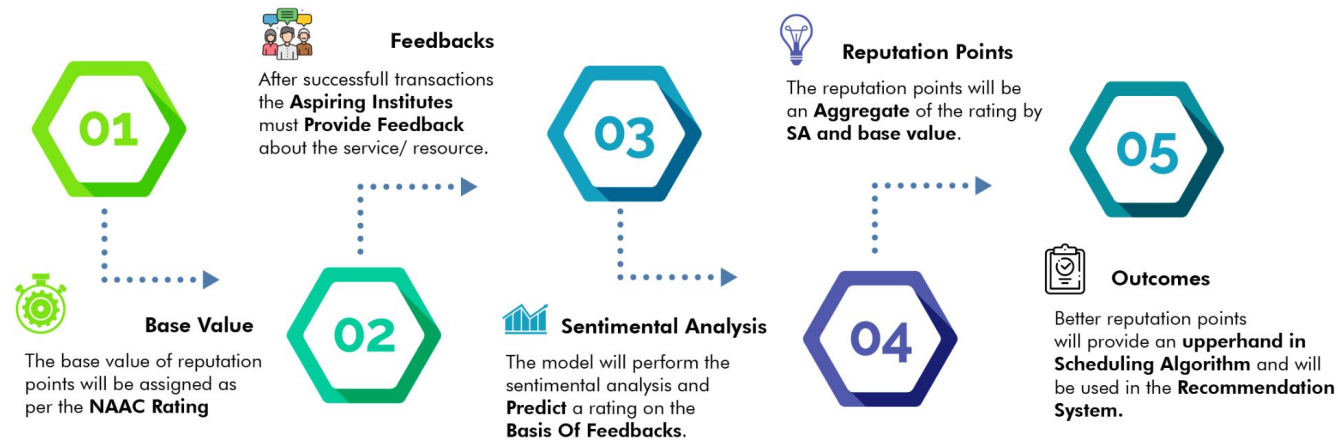 01
Base Value
The base value of reputation
points will be assigned as
per the NAAC Rating
02
Feedbacks
After successfull transactions
the Aspiring Institutes
must Provide Feedback
about the service/ resource.
03
Sentimental Analysis
The model will perform the
sentimental analysis and
Predict a rating on the
Basis Of Feedbacks.
04
Reputation Points
The reputation points will be
an Aggregate of the rating by
SA and base value.
05
Outcomes
Better reputation points
will provide an upperhand in
Scheduling Algorithm and will
be used in the Recommendation
System.